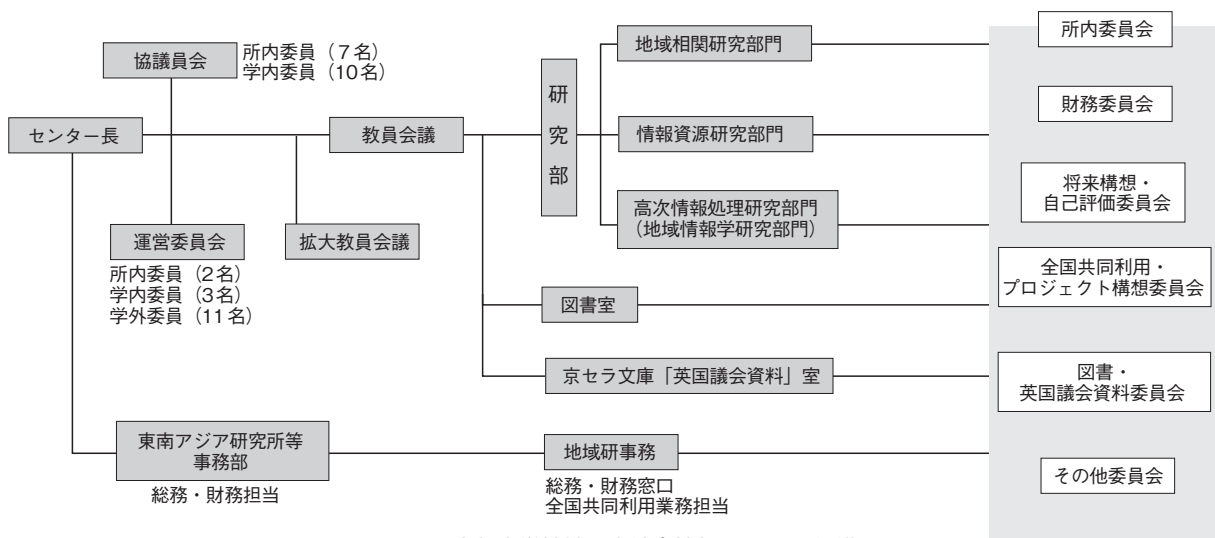 協議員会
所内委員（7名）
学内委員（10名）
センター長
教員会議
運営委員会
所内委員（2名）
学内委員（3名）
学外委員（11名）
拡大教員会議
研究部
地域相関研究部門
情報資源研究部門
高次情報処理研究部門
（地域情報学研究部門）
図書室
京セラ文庫「英国議会資料」室
東南アジア研究所等
事務部
総務・財務担当
地域研事務
総務・財務窓口
全国共同利用業務担当
所内委員会
財務委員会
将来構想・
自己評価委員会
全国共同利用・
プロジェクト構想委員会
図書・
英国議会資料委員会
その他委員会